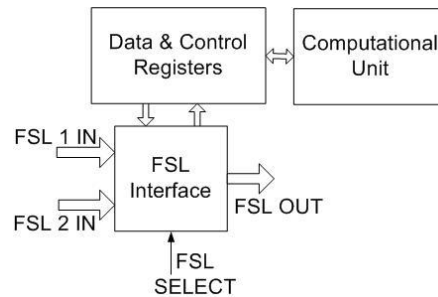 Data & Control
Registers
Computational
Unit
FSL 1 IN
FSL
Interface
FSL 2 IN
FSL OUT
FSL
SELECT